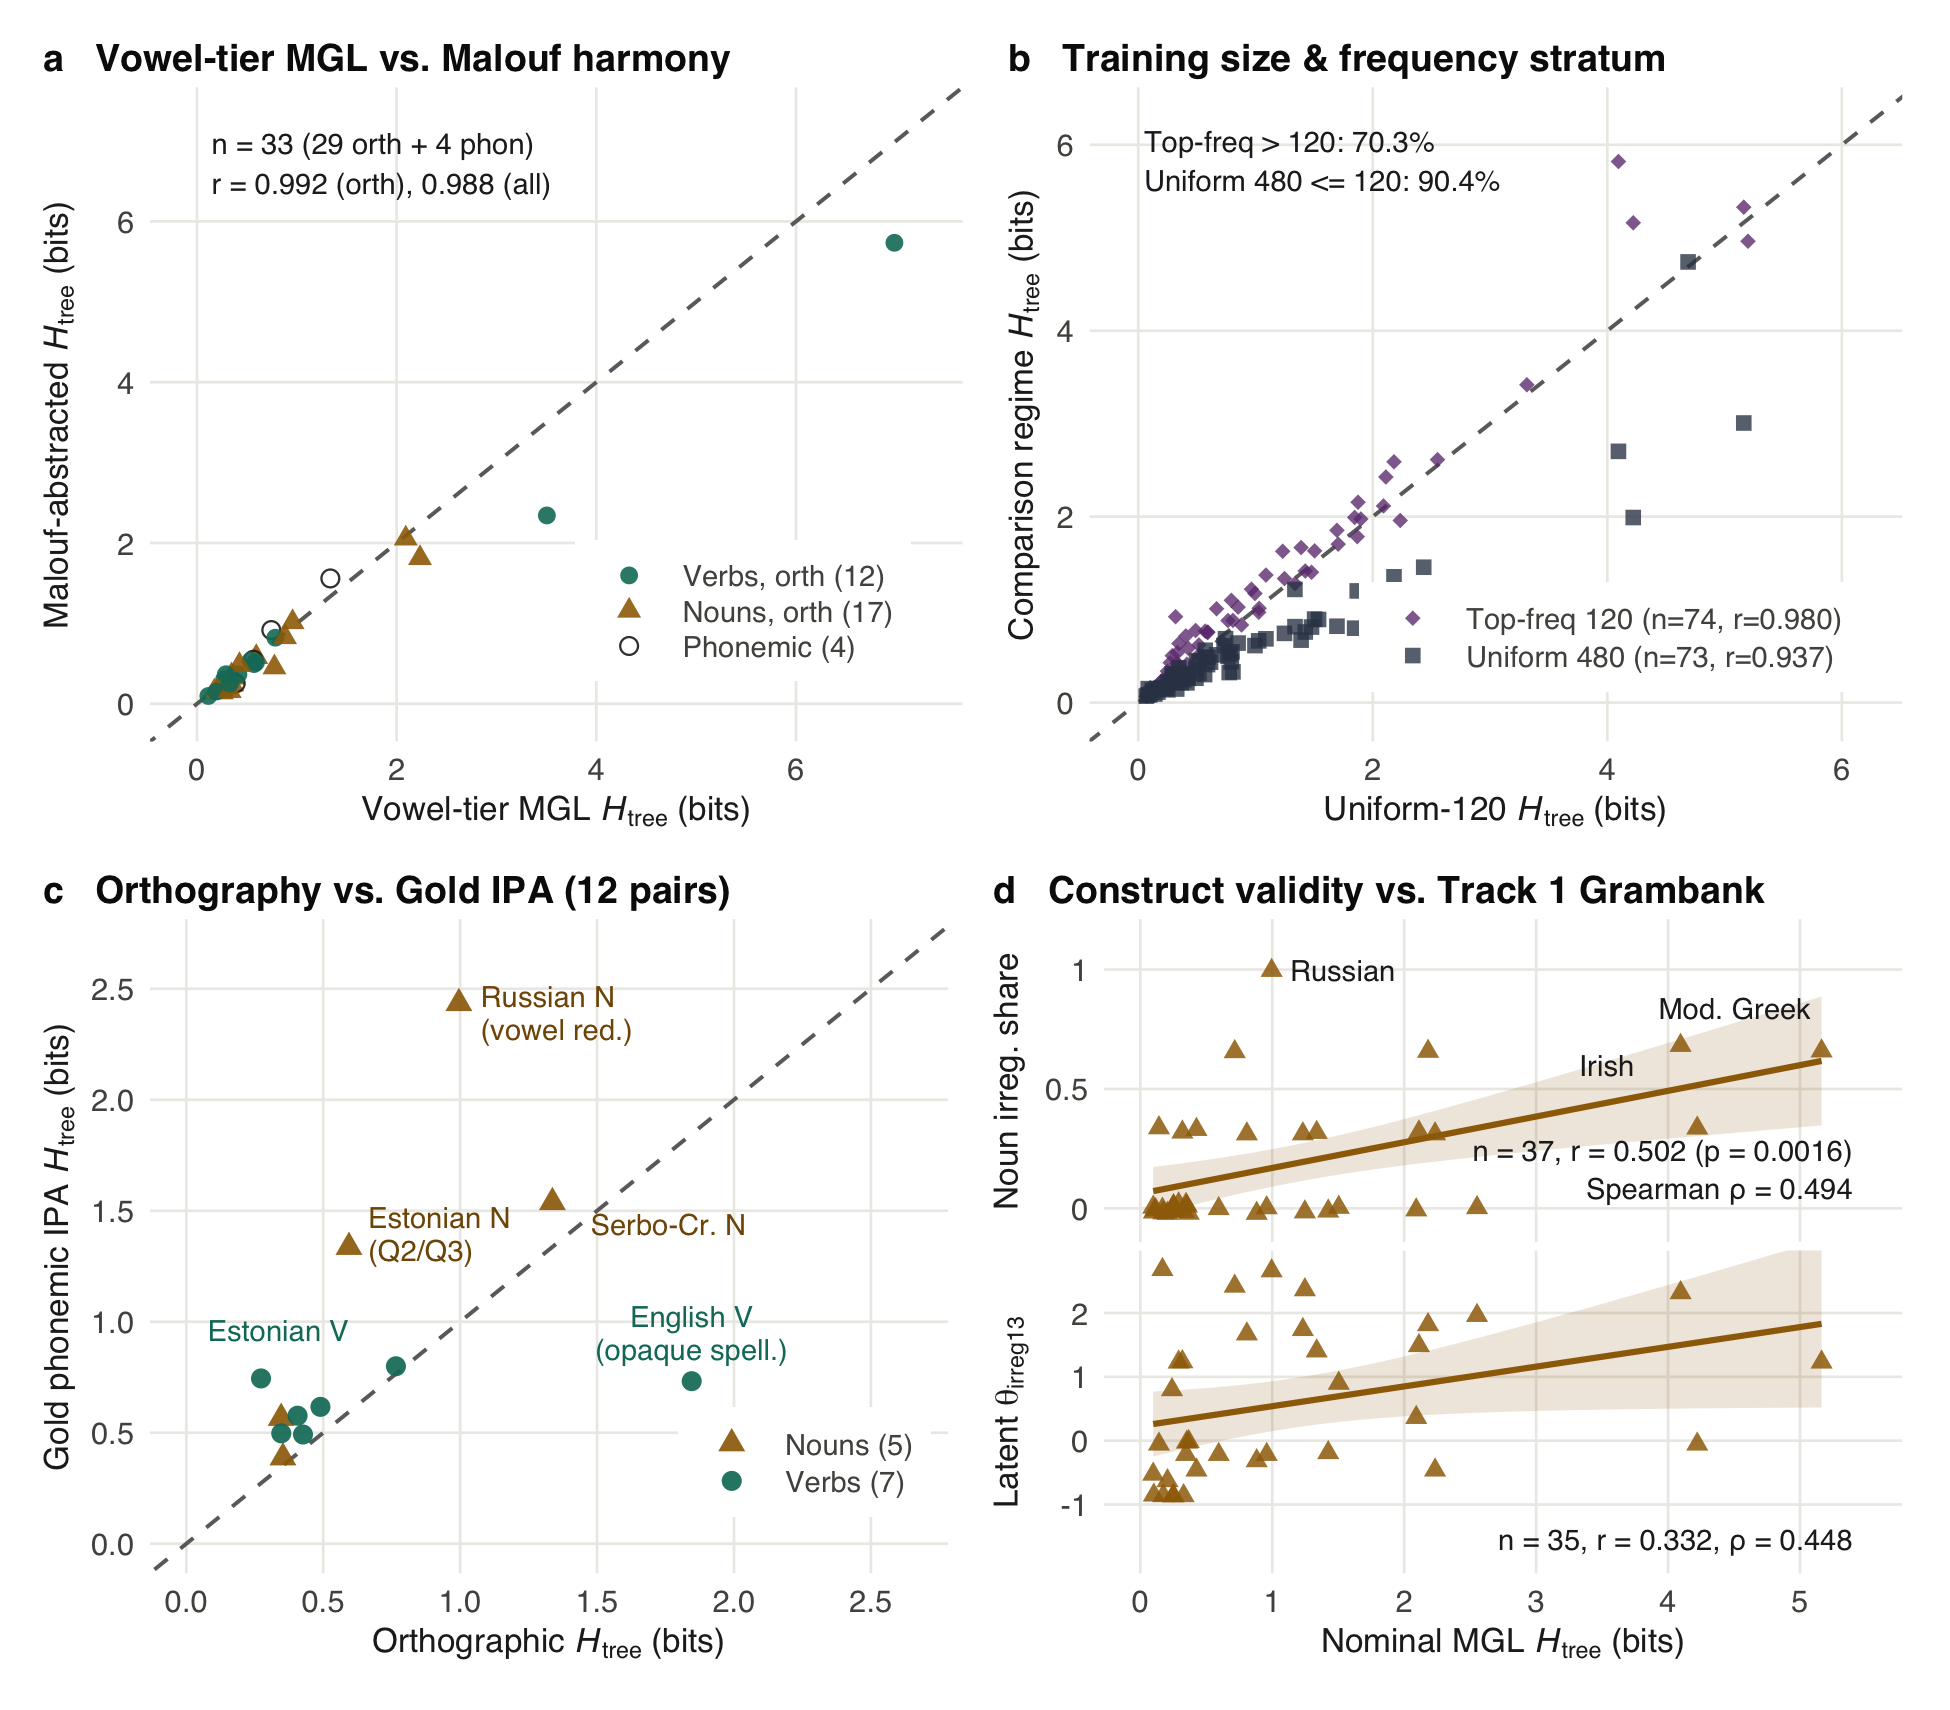 a Vowel-tier MGL vs. Malouf harmony
n = 33 (29 orth + 4 phon)
r = 0.992 (orth), 0.988 (all)
Malouf-abstracted Htree (bits)
6
4
2
0
Verbs, orth (12)
Nouns, orth (17)
Phonemic (4)
0 2 4 6
Vowel-tier MGL Htree (bits)
b Training size & frequency stratum
Top-freq > 120: 70.3%
Uniform 480 <= 120: 90.4%
Comparison regime Htree (bits)
6
4
2
0
Top-freq 120 (n=74, r=0.980)
Uniform 480 (n=73, r=0.937)
0 2 4 6
Uniform-120 Htree (bits)
c Orthography vs. Gold IPA (12 pairs)
Gold phonemic IPA Htree (bits)
2.5
2.0
1.5
1.0
0.5
0.0
Russian N
(vowel red.)
Estonian N
(Q2/Q3)
Serbo-Cr. N
Estonian V
English V
(opaque spell.)
Nouns (5)
Verbs (7)
0.0 0.5 1.0 1.5 2.0 2.5
Orthographic Htree (bits)
d Construct validity vs. Track 1 Grambank
Noun irreg. share
1
0.5
0
Russian
Mod. Greek
Irish
n = 37, r = 0.502 (p = 0.0016)
Spearman ρ = 0.494
Latent θirreg13
2
1
0
-1
n = 35, r = 0.332, ρ = 0.448
0 1 2 3 4 5
Nominal MGL Htree (bits)